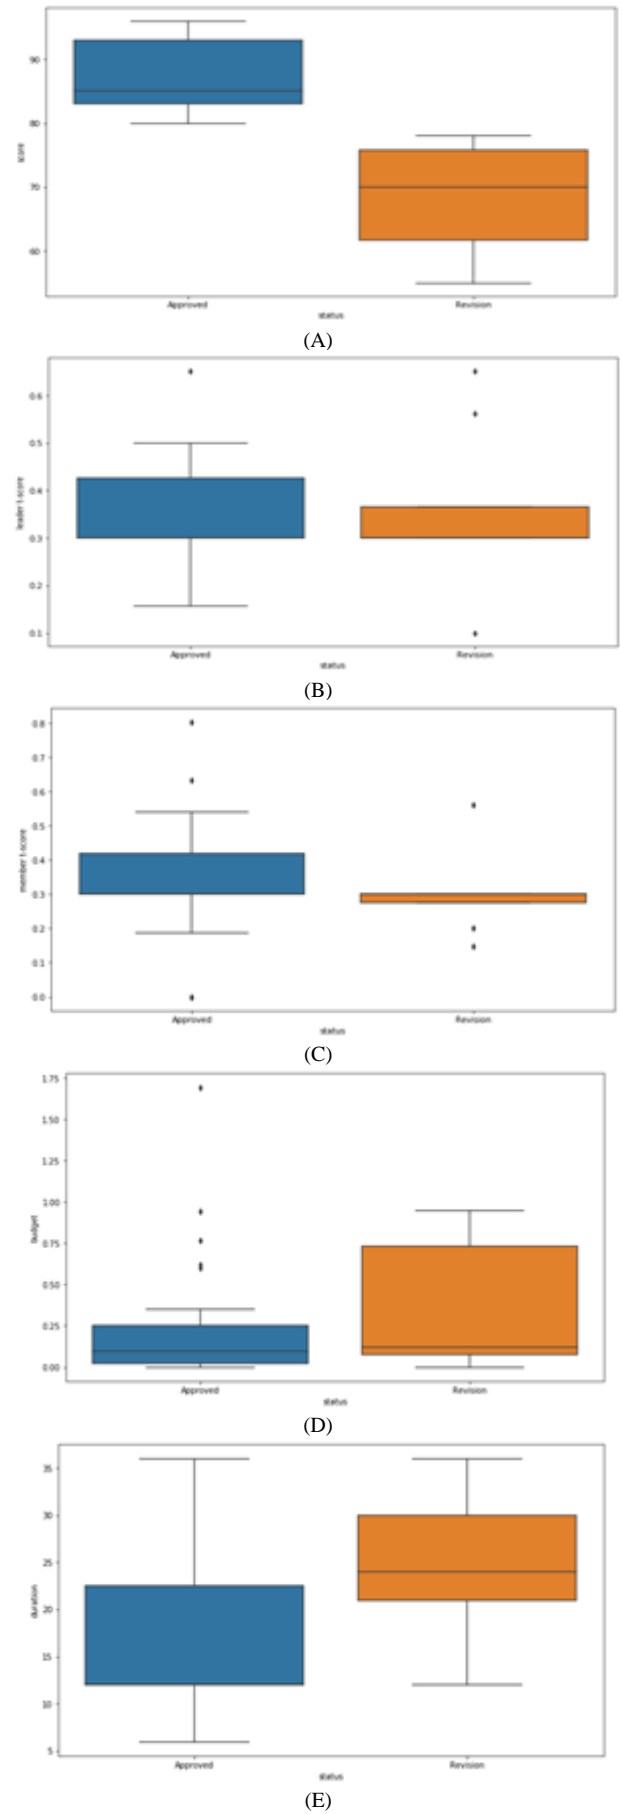 90
80
70
60
score
Approved
Revision
status
(A)
0.6
0.5
0.4
0.3
0.2
0.1
leader t-score
Approved
Revision
status
(B)
0.8
0.7
0.6
0.5
0.4
0.3
0.2
0.1
0.0
member t-score
Approved
Revision
status
(C)
1.75
1.50
1.25
1.00
0.75
0.50
0.25
0.00
budget
Approved
Revision
status
(D)
35
30
25
20
15
10
5
duration
Approved
Revision
status
(E)